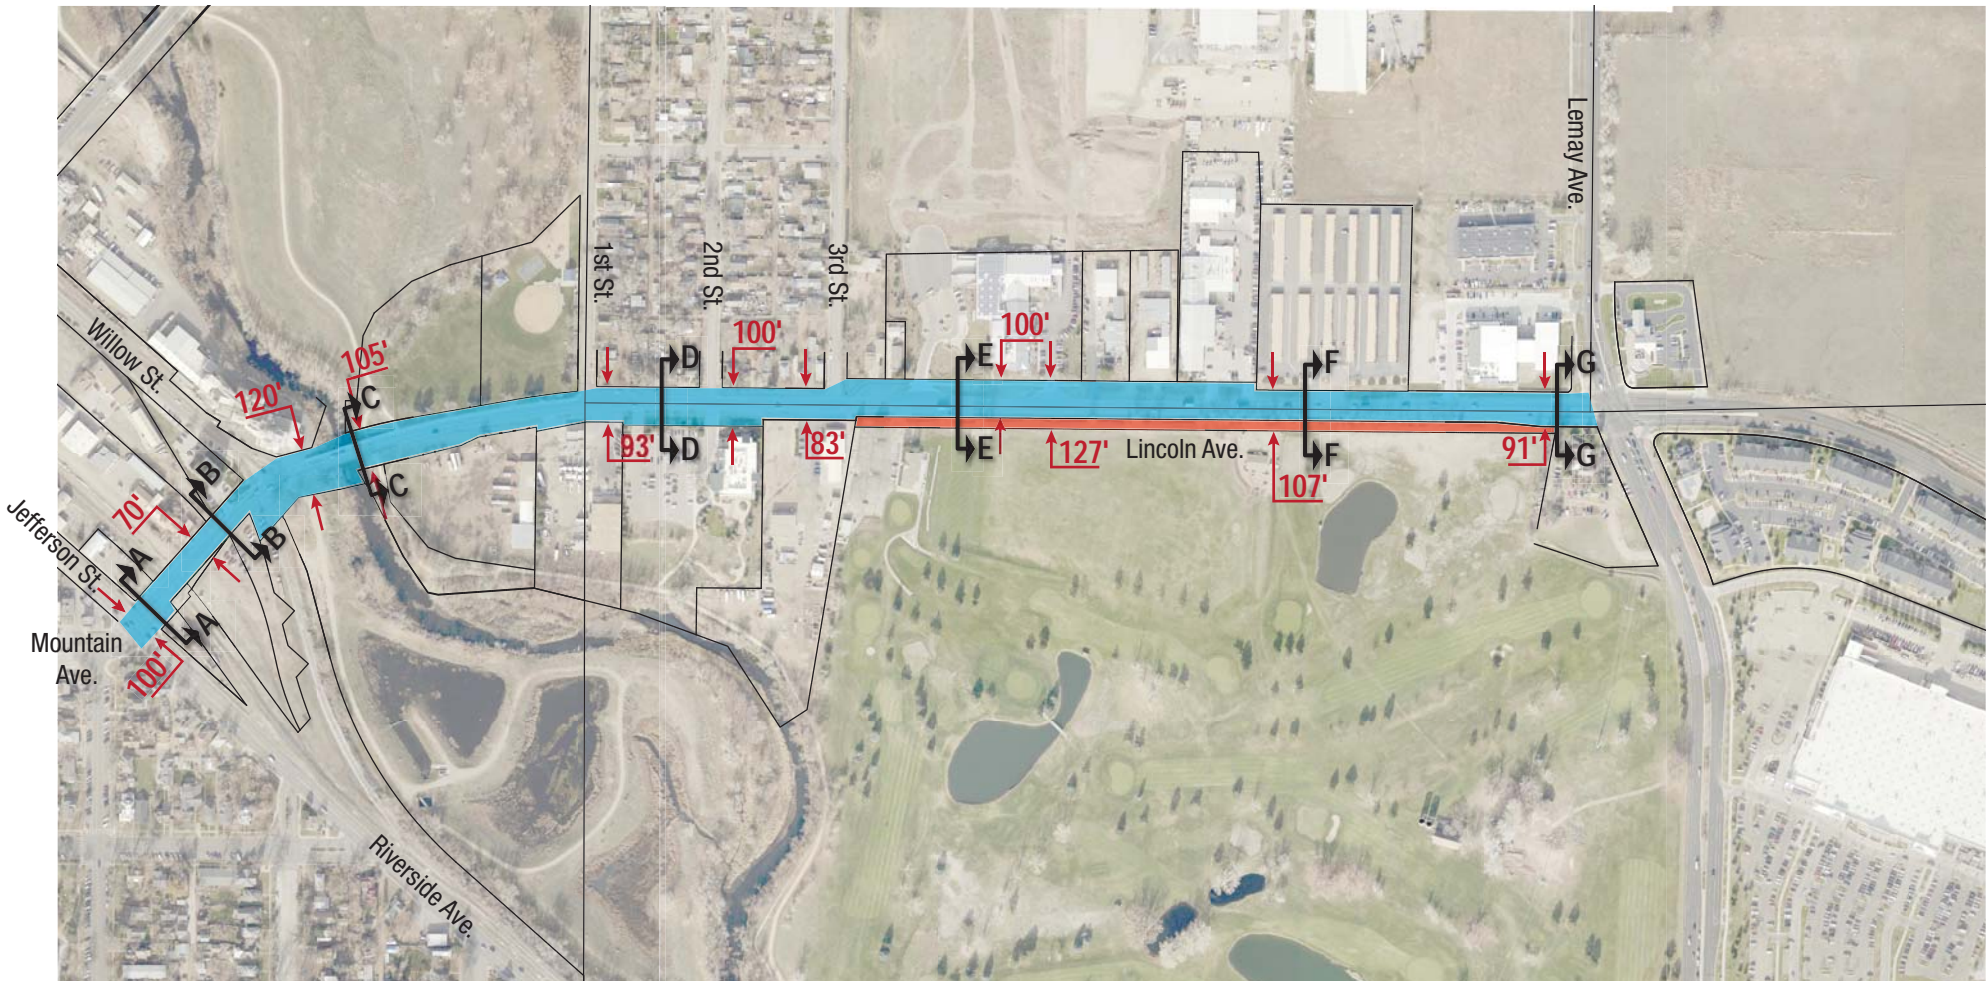 Lemay Ave.
1st St.
2nd St.
3rd St.
100'
100'
Willow St.
105'
120'
C
C
D
D
E
E
F
F
G
G
93'
83'
127'
Lincoln Ave.
107'
91'
B
B
70'
Jefferson St.
A
A
Mountain
Ave.
100'
Riverside Ave.